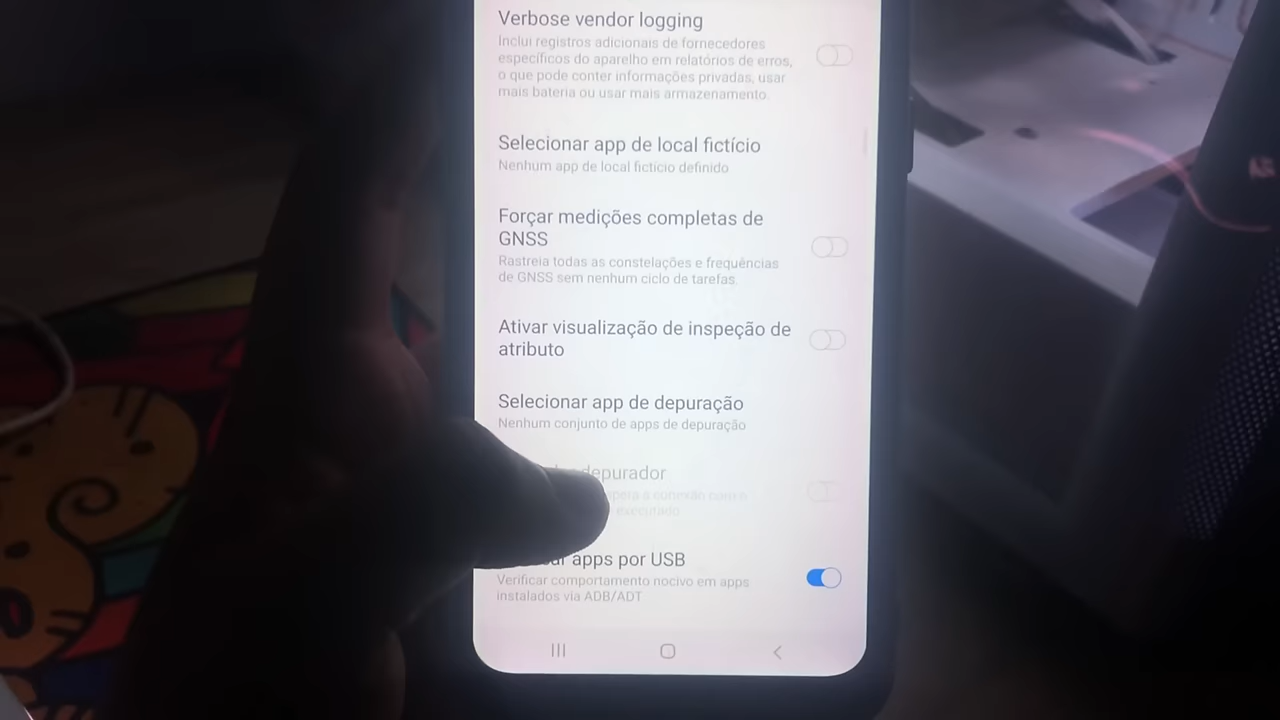 Verbose vendor logging
Inclui registros adicionais de fornecedores
específicos do aparelho em relatórios de erros,
o que pode conter informações privadas, usar
mais bateria ou usar mais armazenamento.
Selecionar app de local fictício
Nenhum app de local fictício definido
Forçar medições completas de
GNSS
Rastreia todas as constelações e frequências
de GNSS sem nenhum ciclo de tarefas.
Ativar visualização de inspeção de
atributo
Selecionar app de depuração
Nenhum conjunto de apps de depuração
depurador
conexão
executado
apps por USB
Verificar comportamento nocivo em apps
instalados via ADB/ADT